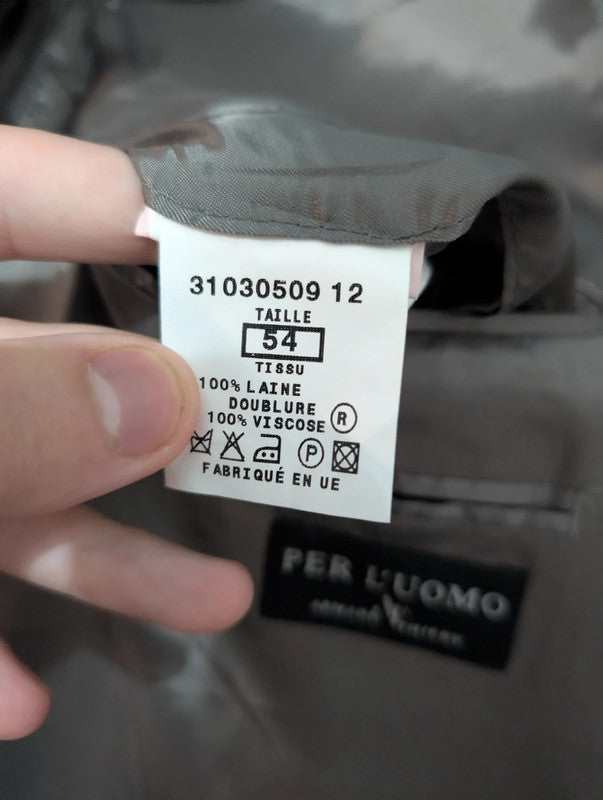 31030509 12
TAILLE
54
TISSU
100% LAINE
DOUBLURE
100% VISCOSE R
P
FABRIQUÉ EN UE
PER L'UOMO